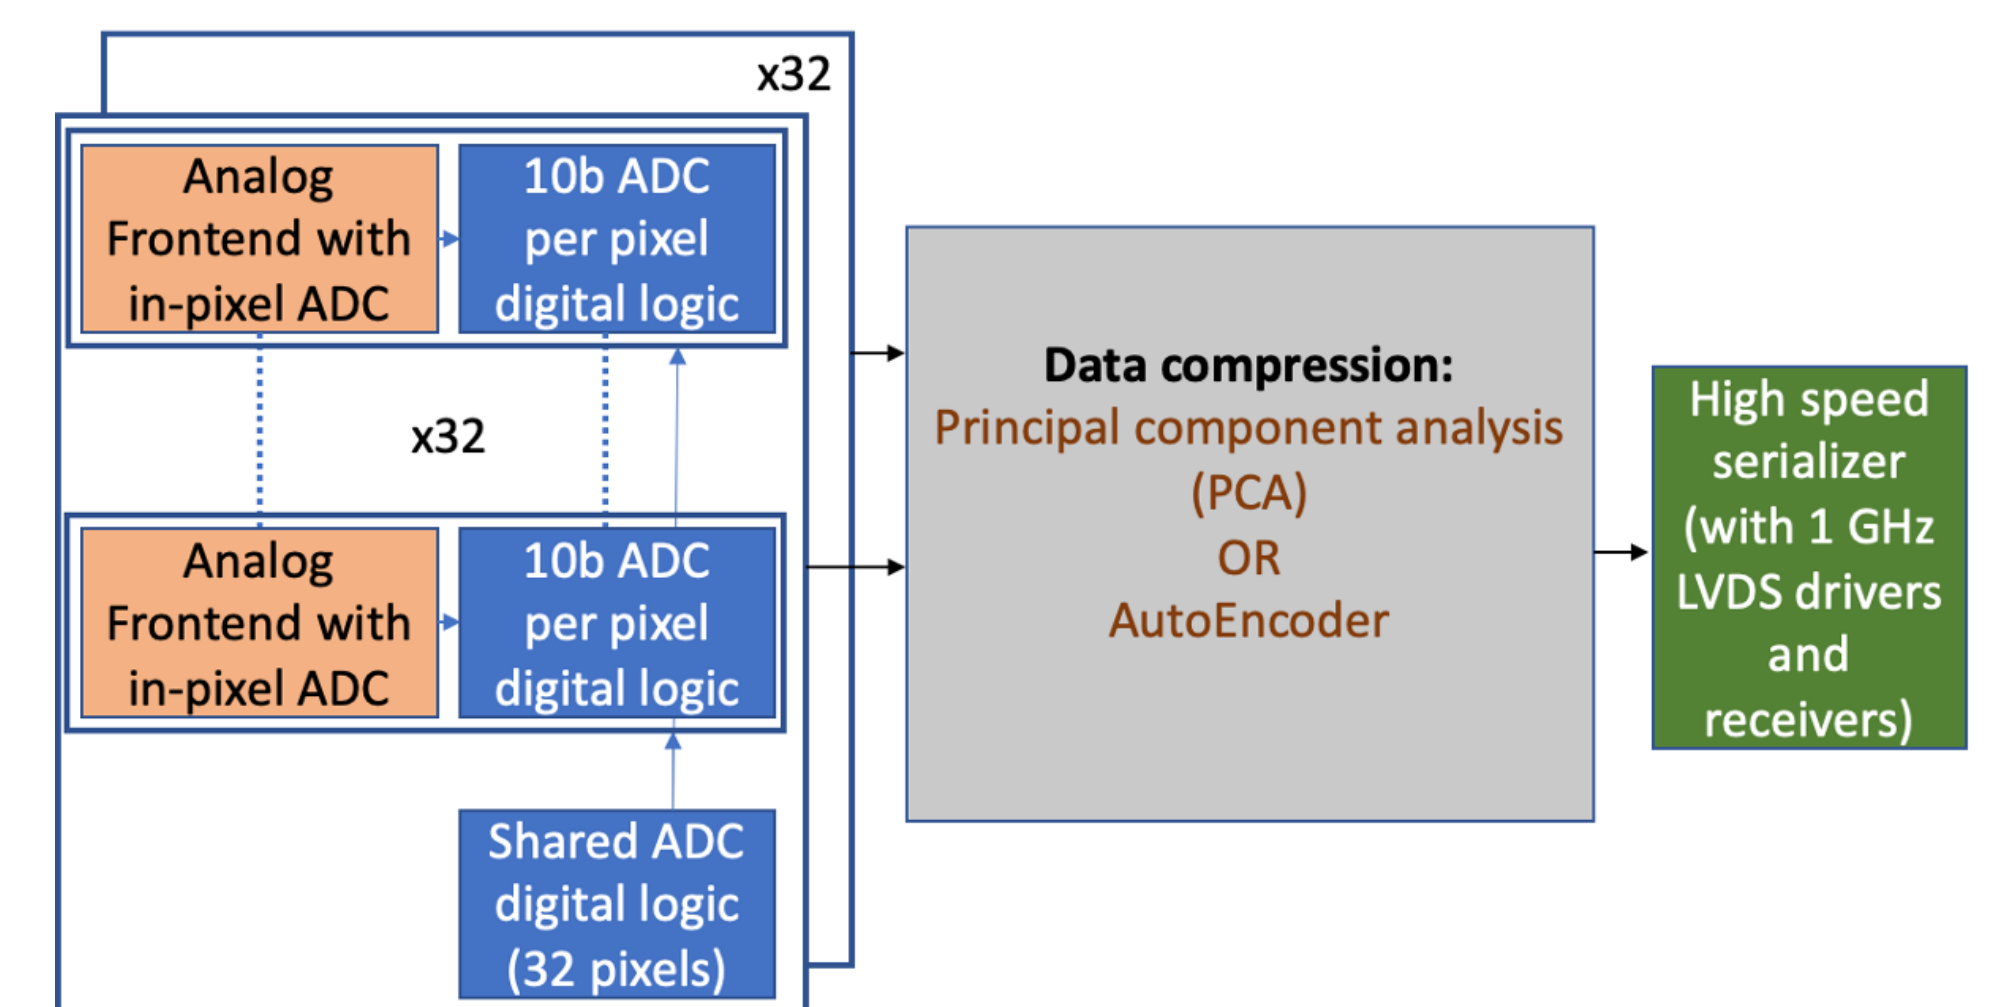 x32
Analog
Frontend with
in-pixel ADC
10b ADC
per pixel
digital logic
x32
Analog
Frontend with
in-pixel ADC
10b ADC
per pixel
digital logic
Shared ADC
digital logic
(32 pixels)
Data compression:
Principal component analysis
(PCA)
OR
AutoEncoder
High speed
serializer
(with 1 GHz
LVDS drivers
and
receivers)